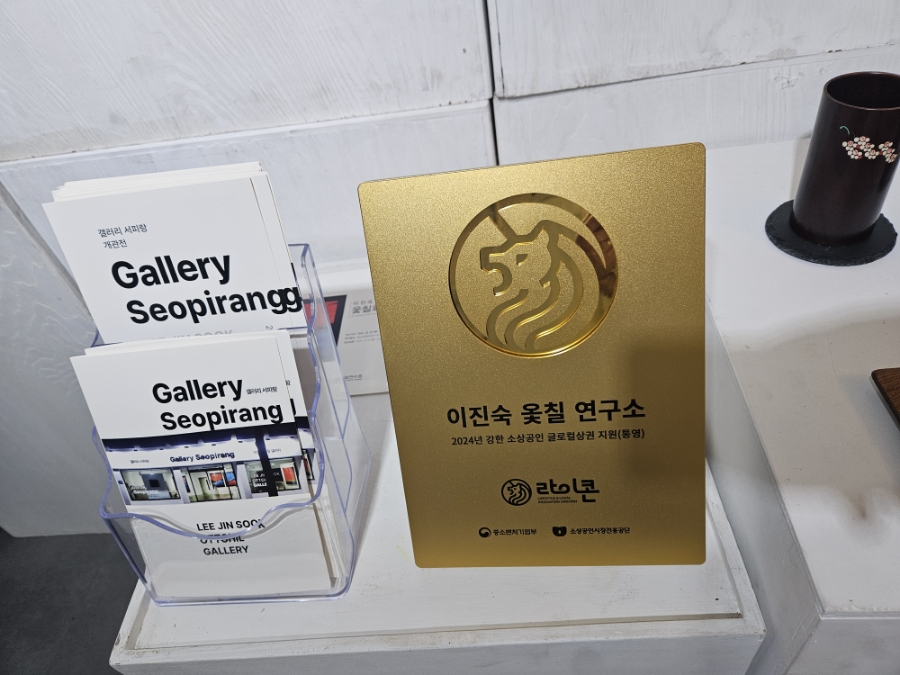 갤러리 서피랑
개관전
Gallery
Seopirang
Gallery 갤러리 서피랑
Seopirang
Gallery Seopirang
LEE JIN SOOK
OTTCHIL
GALLERY
이진숙 옻칠 연구소
2024년 강한 소상공인 글로컬상권 지원(통영)
라이콘
중소벤처기업부
소상공인시장진흥공단